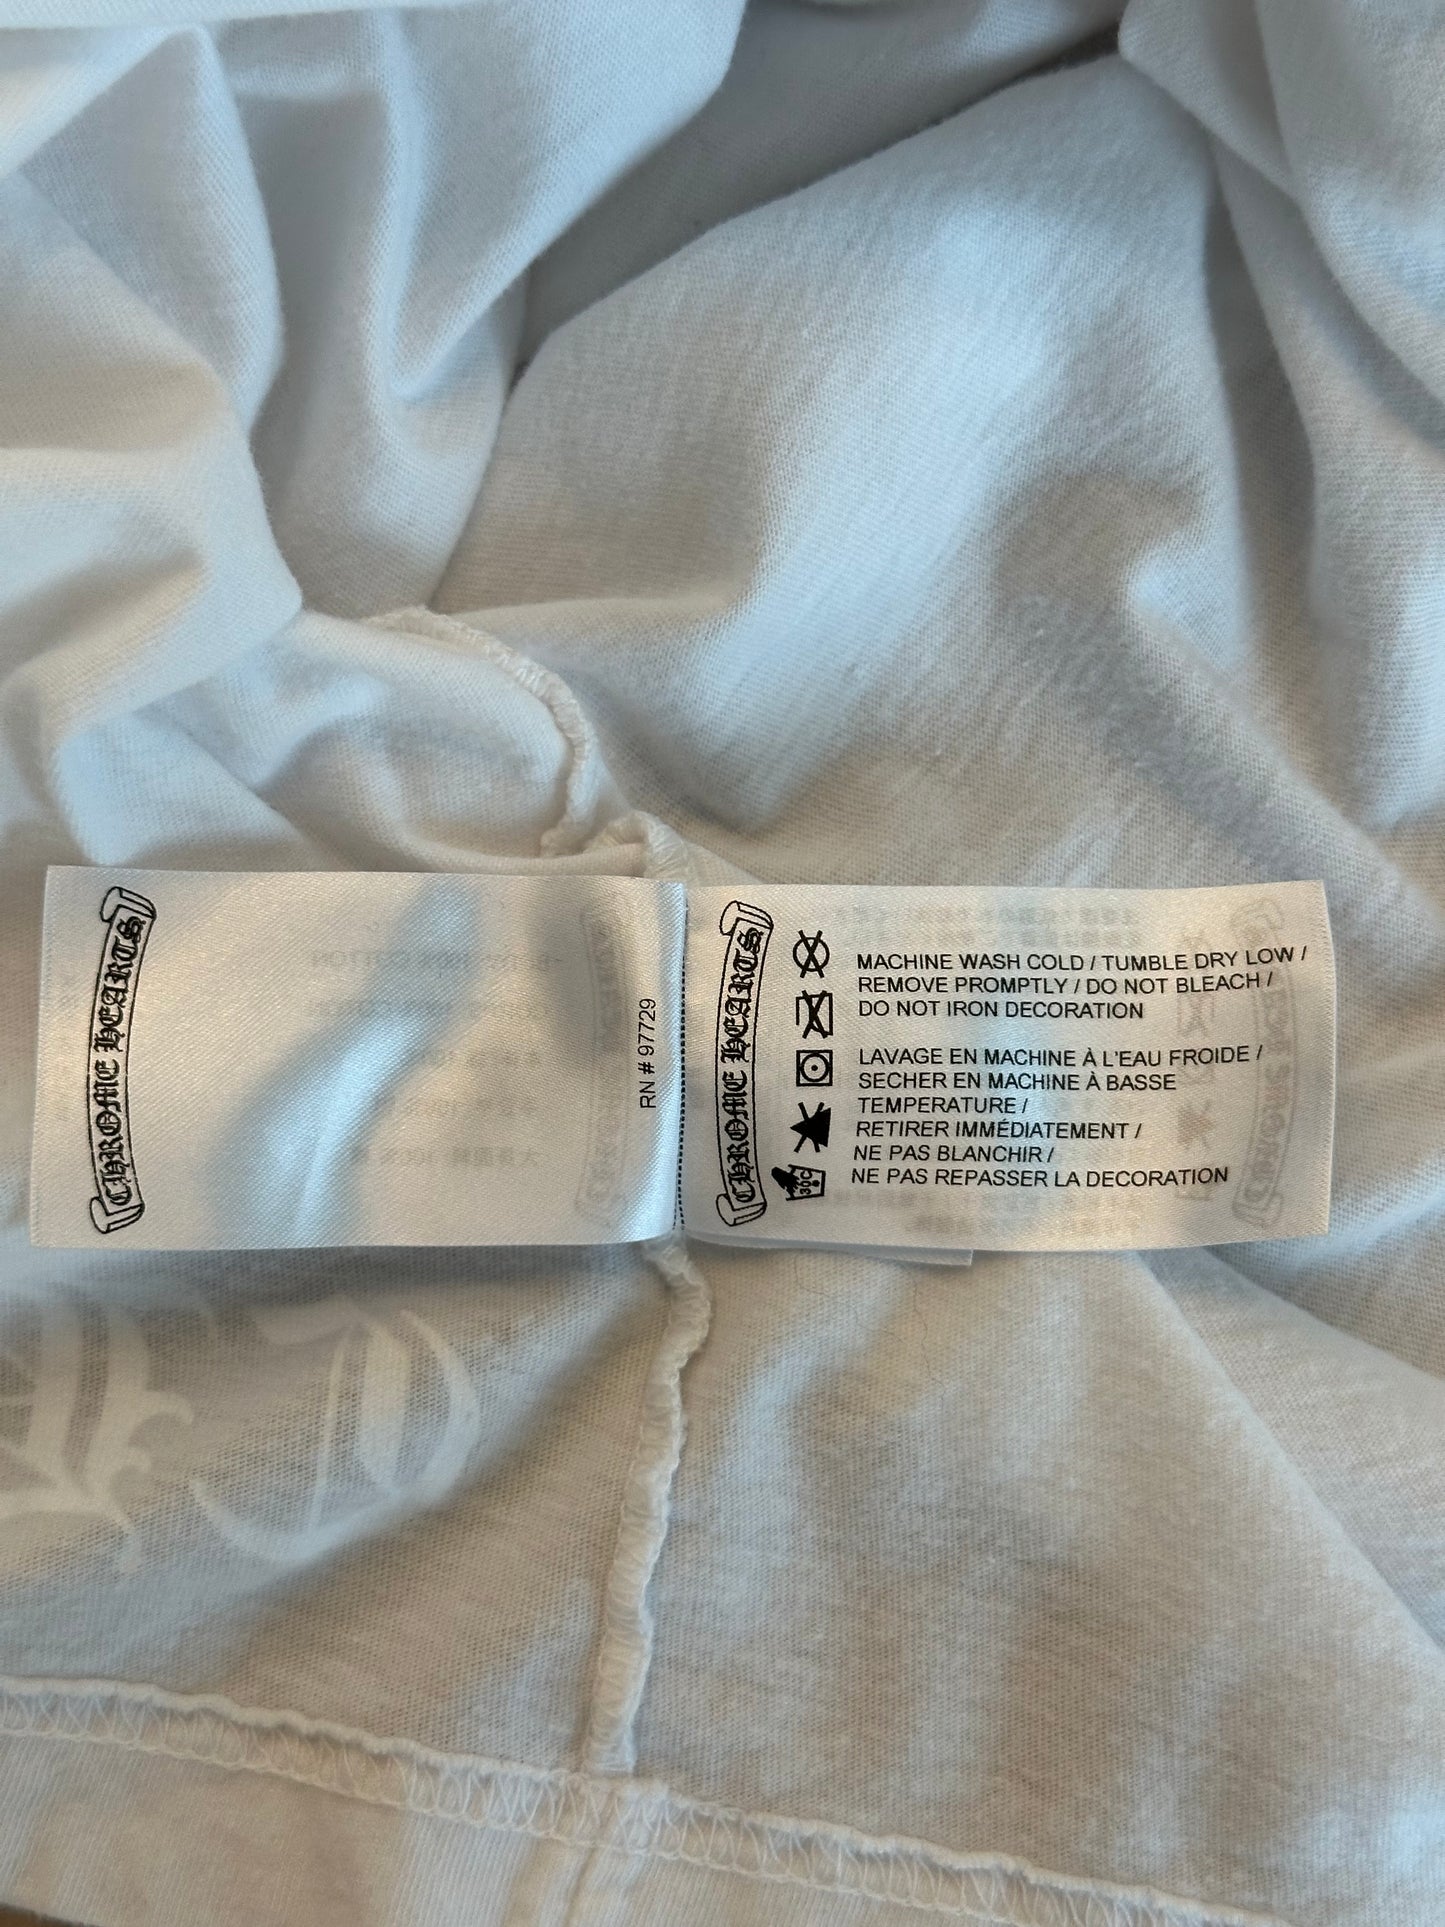 CHROME HEARTS
RN # 97729
CHROME HEARTS
MACHINE WASH COLD / TUMBLE DRY LOW /
REMOVE PROMPTLY / DO NOT BLEACH /
DO NOT IRON DECORATION
LAVAGE EN MACHINE À L'EAU FROIDE /
SECHER EN MACHINE À BASSE
TEMPERATURE /
RETIRER IMMÉDIATEMENT /
NE PAS BLANCHIR /
NE PAS REPASSER LA DECORATION
30C